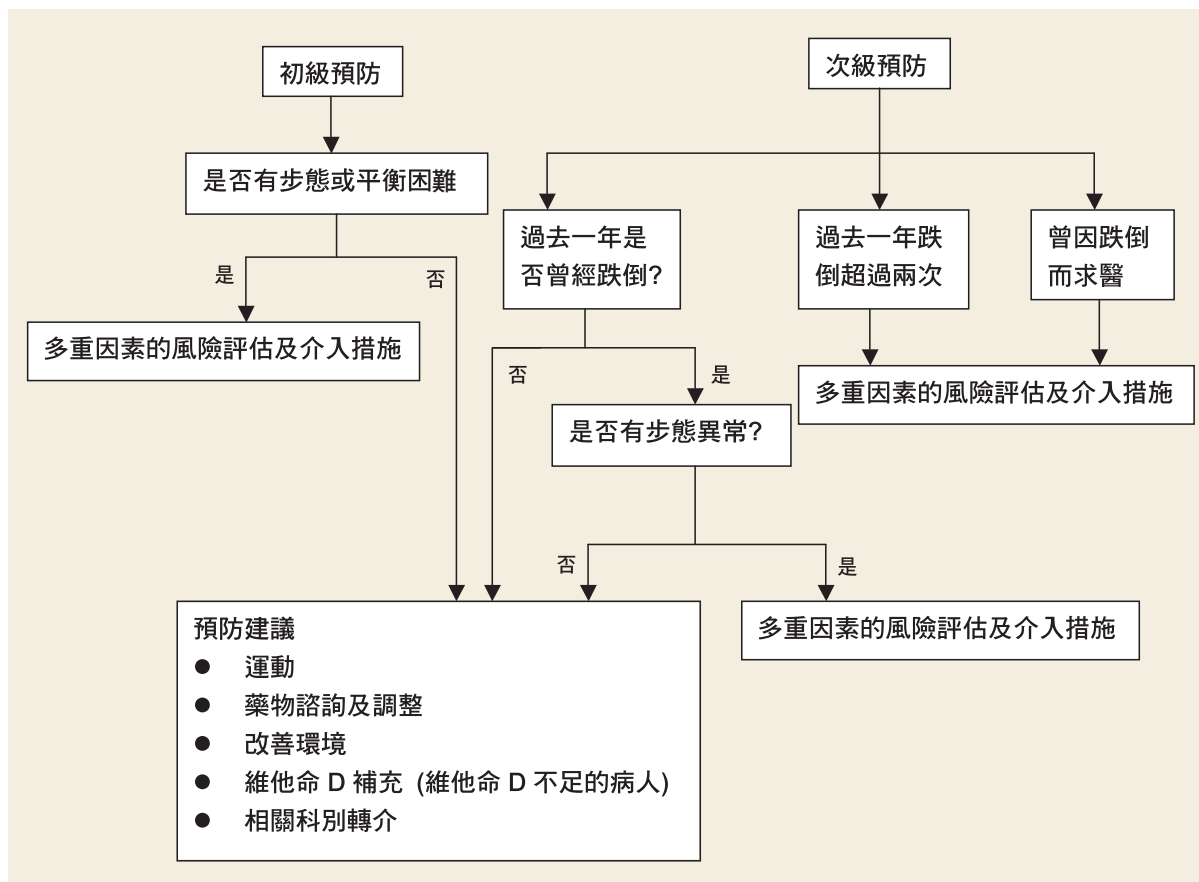 初級預防
次級預防
是否有步態或平衡困難
過去一年是
否曾經跌倒?
過去一年跌
倒超過兩次
曾因跌倒
而求醫
是
否
多重因素的風險評估及介入措施
否
是
多重因素的風險評估及介入措施
是否有步態異常?
否
是
預防建議
● 運動
● 藥物諮詢及調整
● 改善環境
● 維他命 D 補充 (維他命 D 不足的病人)
● 相關科別轉介
多重因素的風險評估及介入措施